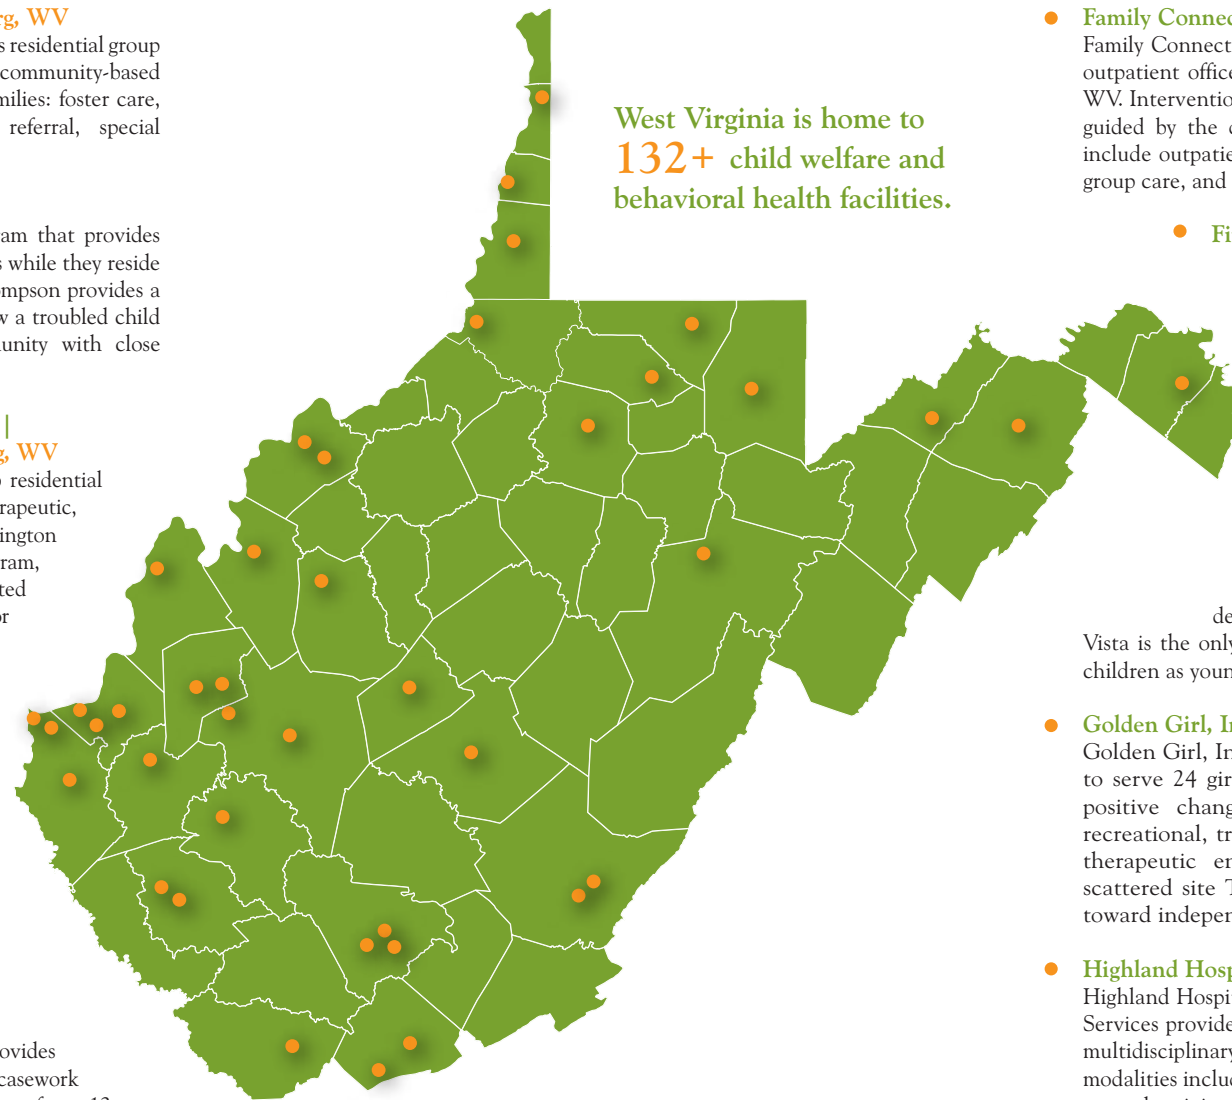 rg, WV
s residential group
community-based
milies: foster care,
referral, special
ram that provides
s while they reside
ompson provides a
w a troubled child
unity with close
|
g, WV
residential
rapeutic,
ington
ram,
ted
or
ovides
casework
West Virginia is home to
132+ child welfare and
behavioral health facilities.
Family Connec
Family Connect
outpatient office
WV. Interventio
guided by the
include outpatie
group care, and
Fi
de
Vista is the only
children as youn
Golden Girl, In
Golden Girl, In
to serve 24 gir
positive chang
recreational, tr
therapeutic en
scattered site T
toward indepen
Highland Hosp
Highland Hospi
Services provide
multidisciplinary
modalities inclu